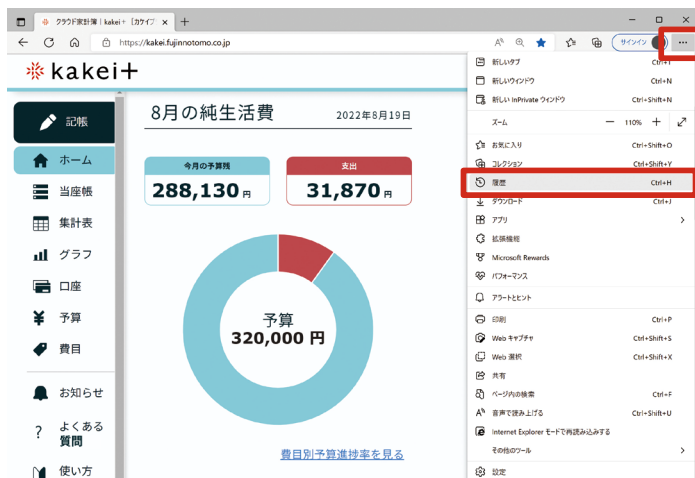 クラウド家計簿 | kakei+ [カケイプ
https://kakei.fujinnotomo.co.jp
サインイン
kakei+
記帳
ホーム
当座帳
集計表
グラフ
口座
予算
費目
お知らせ
よくある
質問
使い方
8月の純生活費
2022年8月19日
今月の予算残
288,130 円
支出
31,870 円
予算
320,000 円
費目別予算進捗率を見る
新しいタブ Ctrl+T
新しいウィンドウ Ctrl+N
新しい InPrivate ウィンドウ Ctrl+Shift+N
ズーム 110%
お気に入り Ctrl+Shift+O
コレクション Ctrl+Shift+Y
履歴 Ctrl+H
ダウンロード Ctrl+J
アプリ
拡張機能
Microsoft Rewards
パフォーマンス
アラートとヒント
印刷 Ctrl+P
Web キャプチャ Ctrl+Shift+S
Web 選択 Ctrl+Shift+X
共有
ページ内の検索 Ctrl+F
音声で読み上げる Ctrl+Shift+U
Internet Explorer モードで再読み込みする
その他のツール
設定